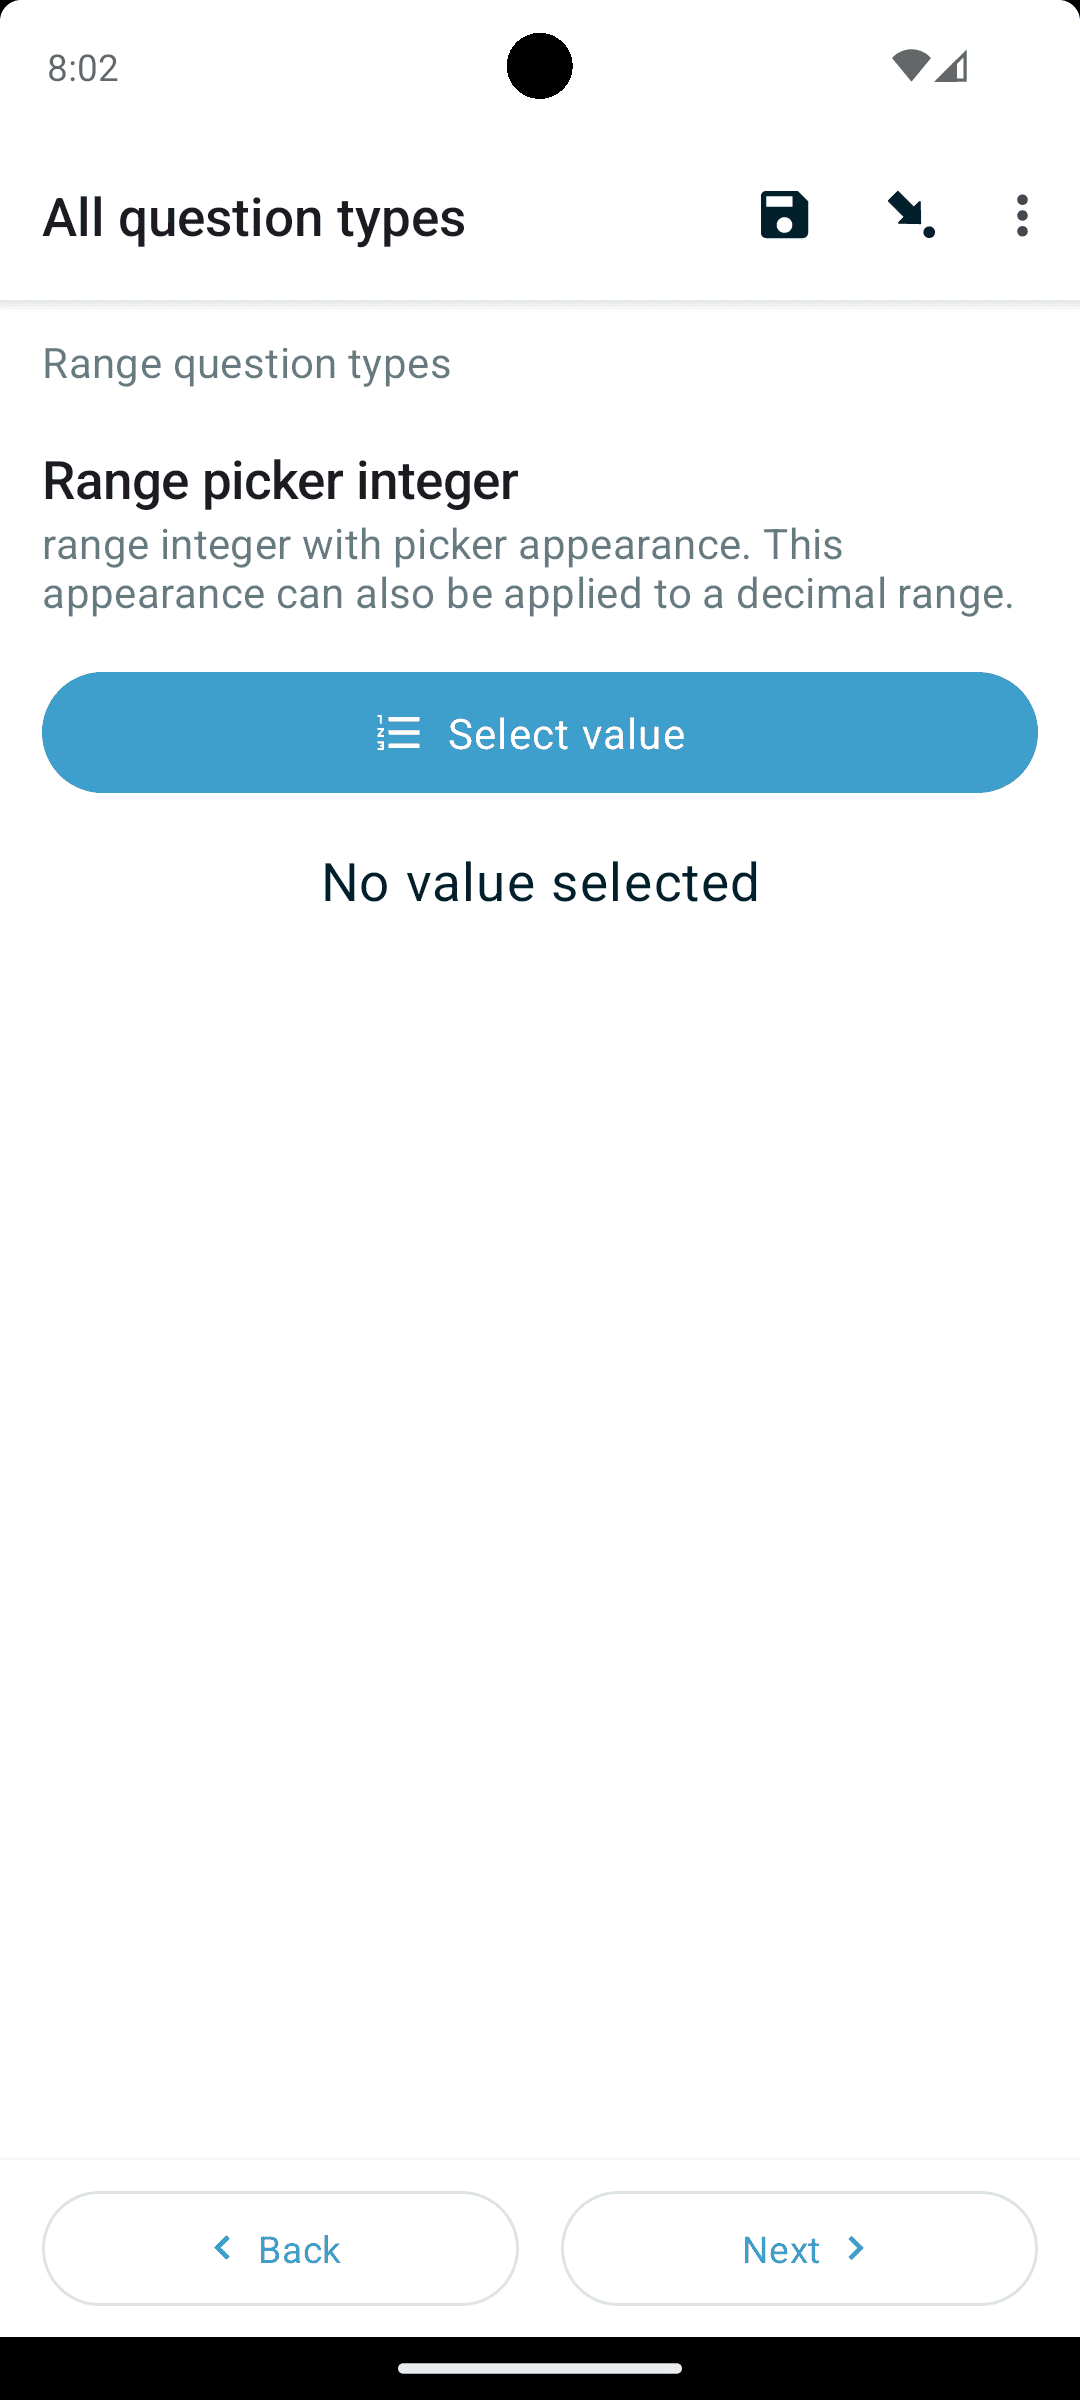 8:02
All question types
Range question types
Range picker integer
range integer with picker appearance. This
appearance can also be applied to a decimal range.
Select value
No value selected
Back
Next